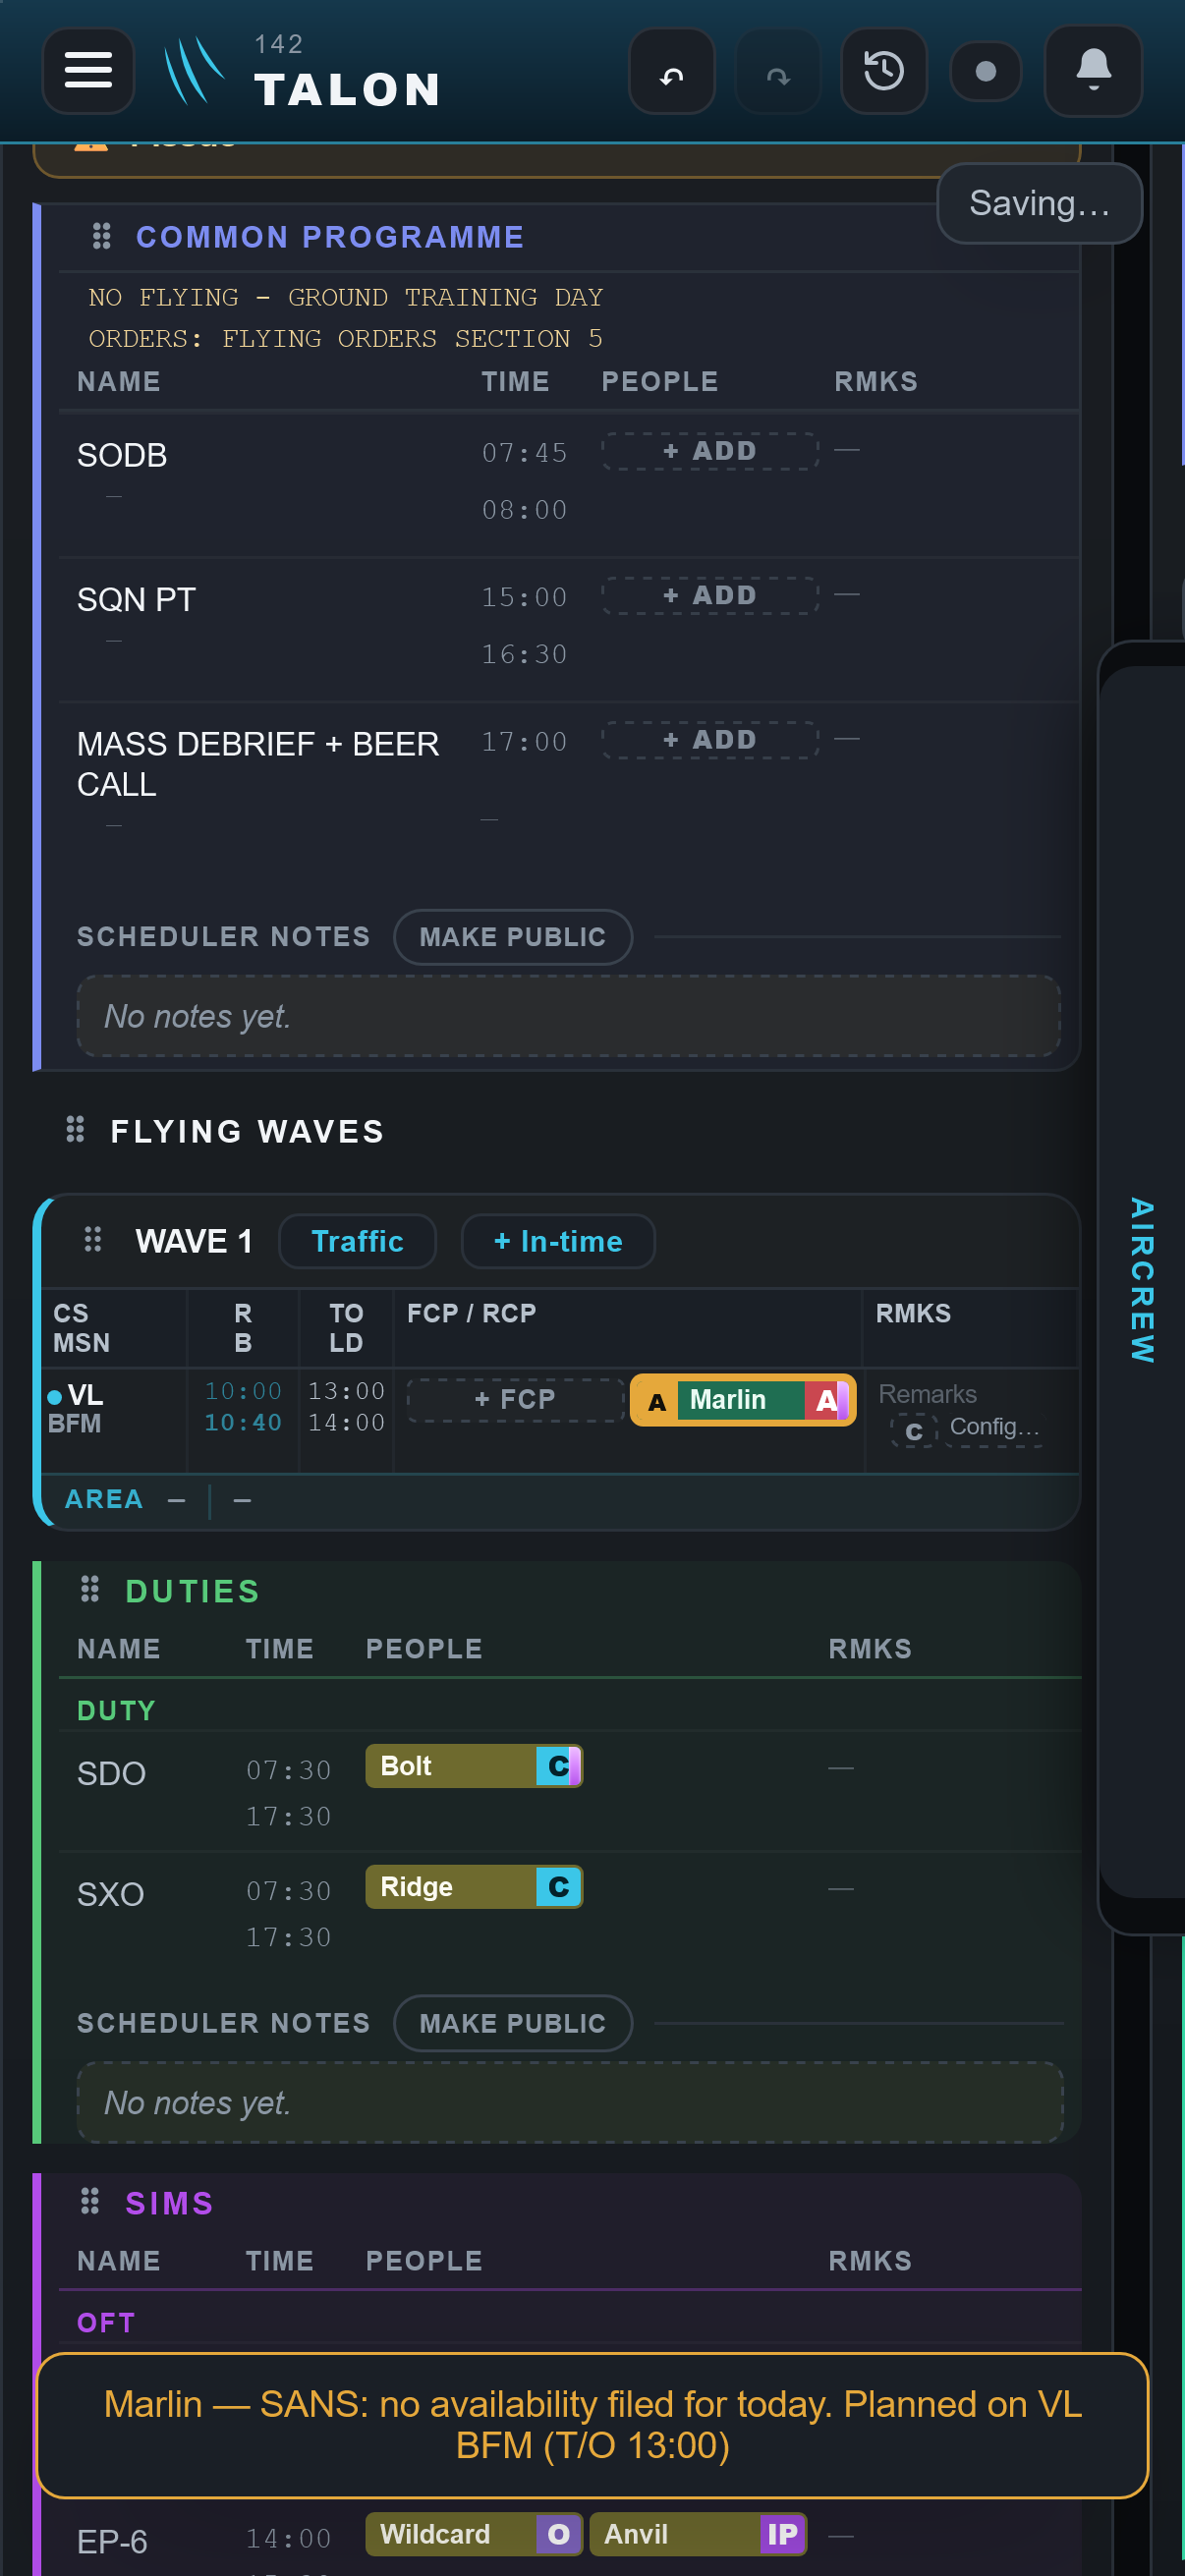 142
TALON
Saving...
COMMON PROGRAMME
NO FLYING – GROUND TRAINING DAY
ORDERS: FLYING ORDERS SECTION 5
NAME TIME PEOPLE RMKS
SODB 07:45 + ADD —
— 08:00
SQN PT 15:00 + ADD —
— 16:30
MASS DEBRIEF + BEER 17:00 + ADD —
CALL
— —
SCHEDULER NOTES MAKE PUBLIC
No notes yet.
FLYING WAVES
WAVE 1 Traffic + In-time
CS R TO FCP / RCP RMKS
MSN B LD
VL 10:00 13:00 + FCP A Marlin A Remarks
BFM 10:40 14:00 C Config...
AREA – –
DUTIES
NAME TIME PEOPLE RMKS
DUTY
SDO 07:30 Bolt C —
17:30
SXO 07:30 Ridge C —
17:30
SCHEDULER NOTES MAKE PUBLIC
No notes yet.
SIMS
NAME TIME PEOPLE RMKS
OFT
Marlin — SANS: no availability filed for today. Planned on VL
BFM (T/O 13:00)
EP-6 14:00 Wildcard O Anvil IP —
AIRCREW